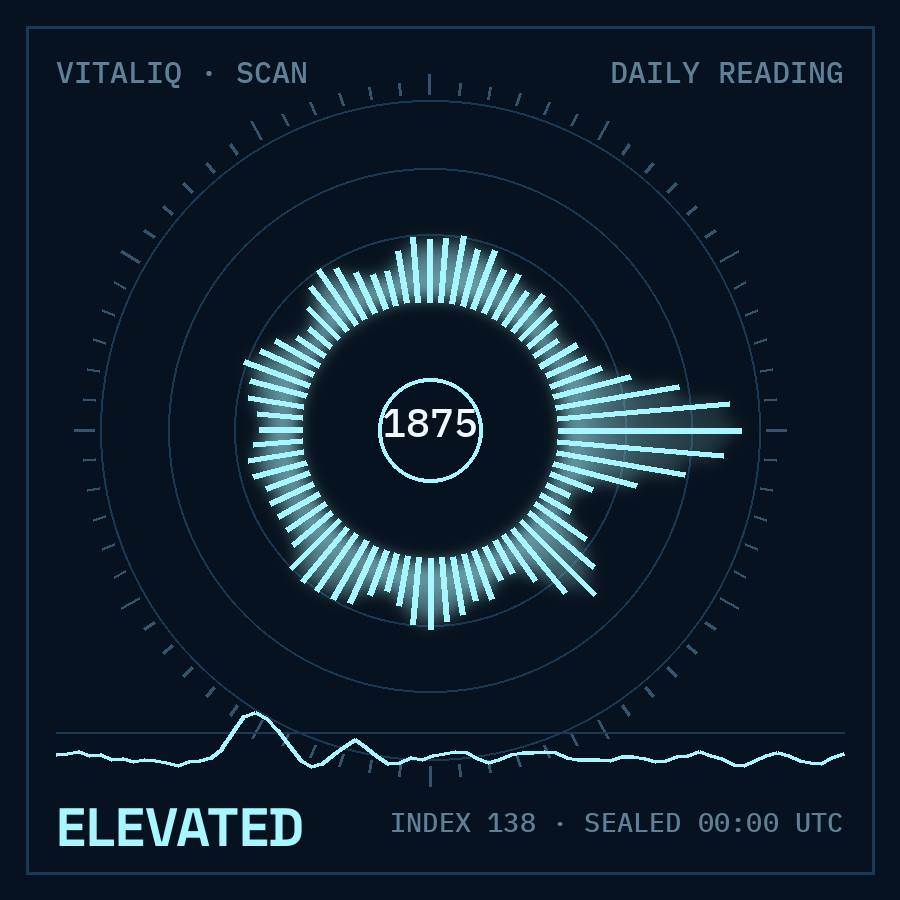 VITALIQ · SCAN
DAILY READING
1875
ELEVATED
INDEX 138 · SEALED 00:00 UTC